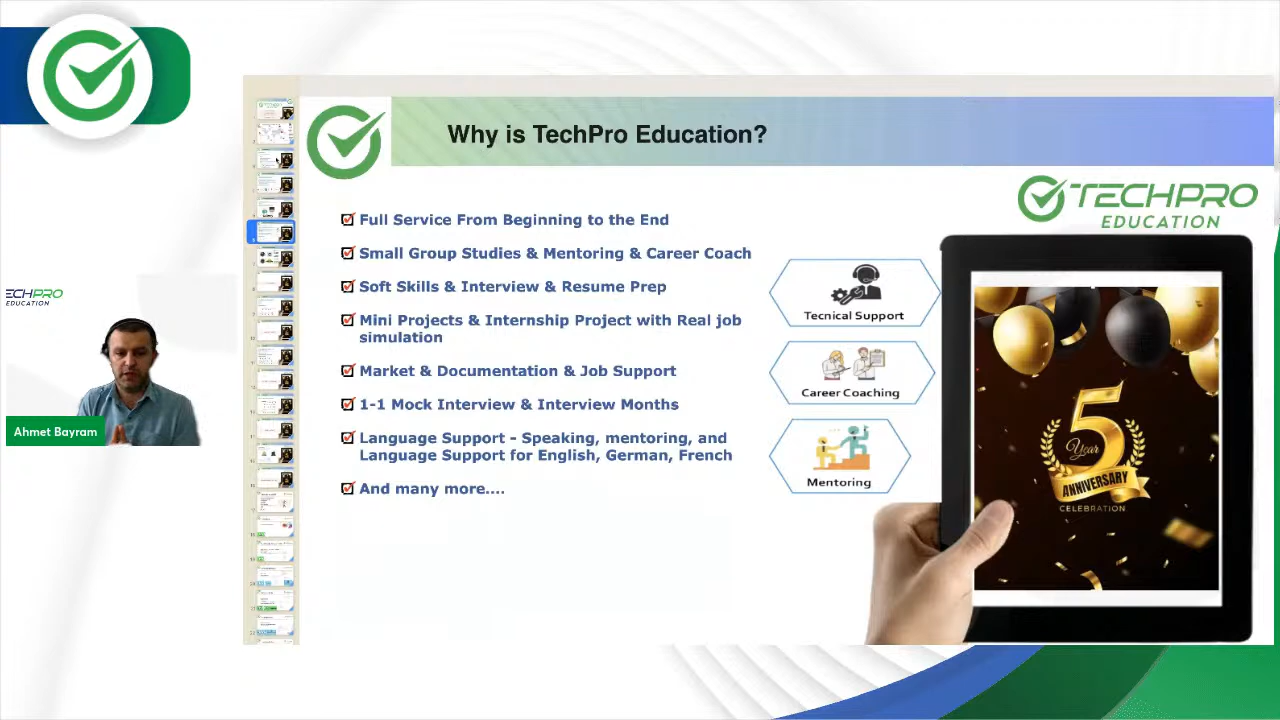 Why is TechPro Education?
TECHPRO
EDUCATION
Full Service From Beginning to the End
Small Group Studies & Mentoring & Career Coach
Soft Skills & Interview & Resume Prep
Mini Projects & Internship Project with Real job
simulation
Market & Documentation & Job Support
1-1 Mock Interview & Interview Months
Language Support - Speaking, mentoring, and
Language Support for English, German, French
And many more....
Tecnical Support
Career Coaching
Mentoring
5
Year
ANNIVERSARY
CELEBRATION
ECHPRO
EDUCATION
Ahmet Bayram